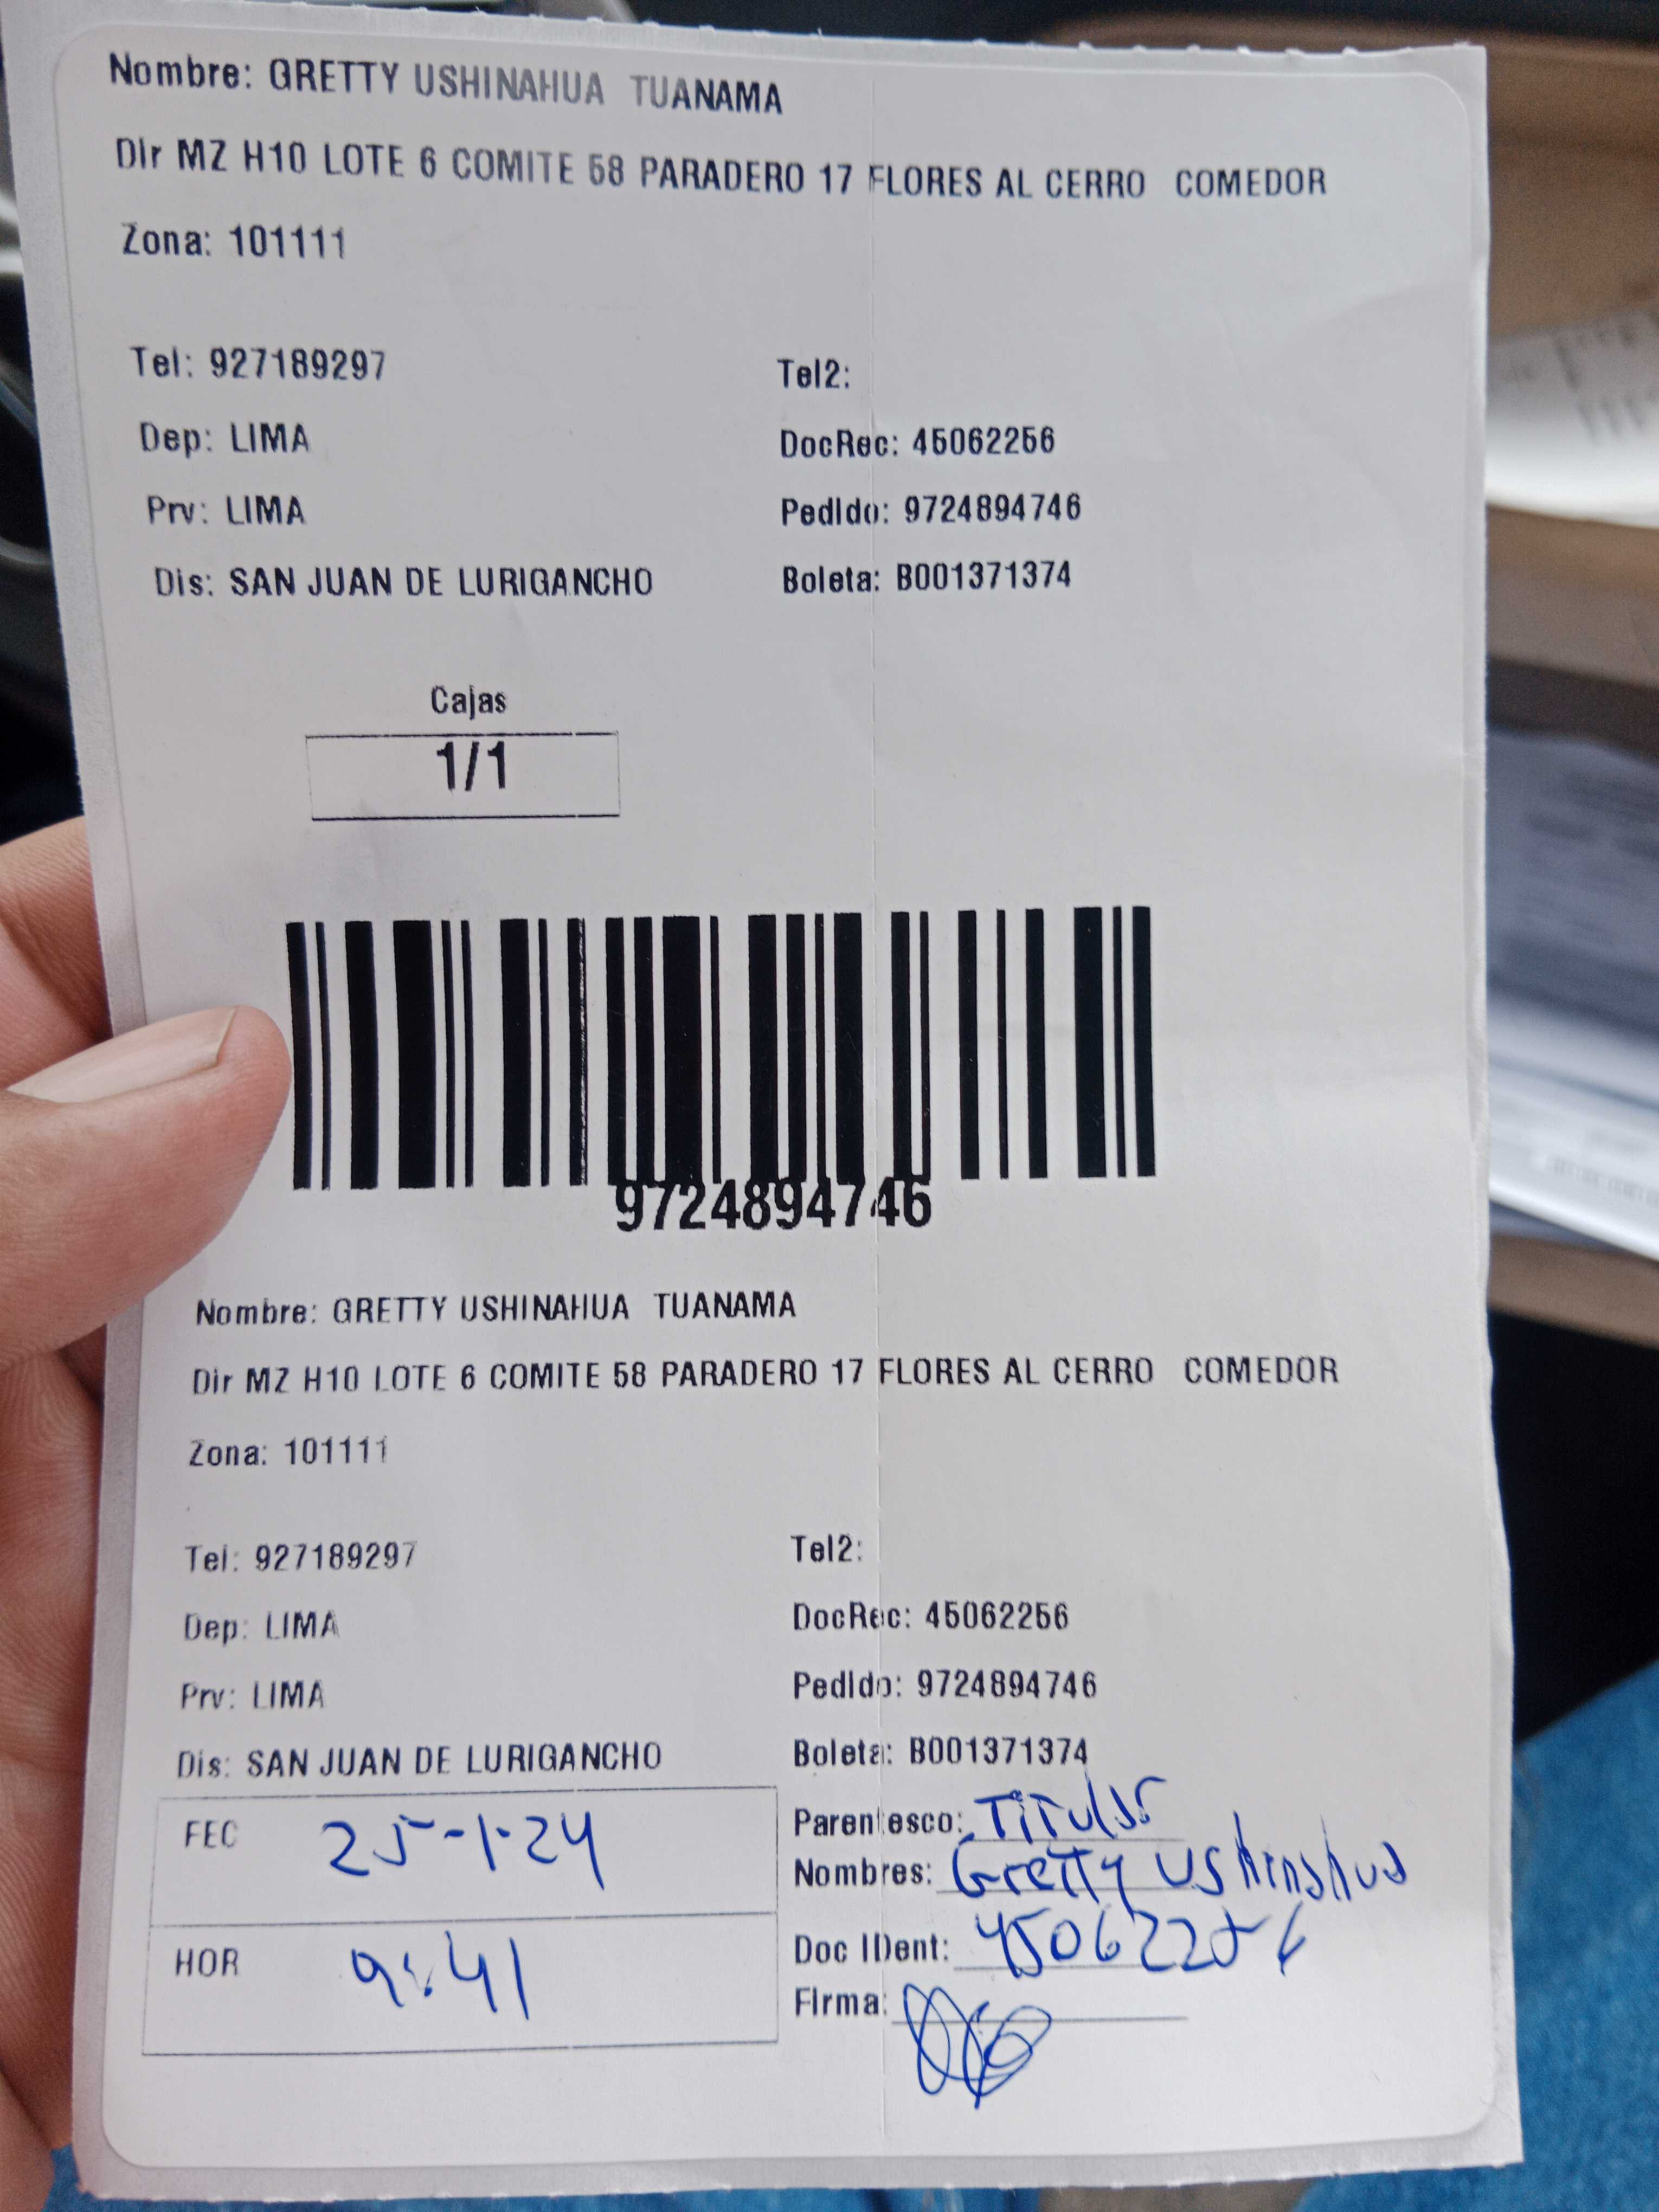 Nombre: GRETTY USHINAHUA TUANAMA
Dir MZ H10 LOTE 6 COMITE 58 PARADERO 17 FLORES AL CERRO COMEDOR
Zona: 101111
Tel: 927189297 Tel2:
Dep: LIMA DocRec: 45062256
Prv: LIMA Pedido: 9724894746
Dis: SAN JUAN DE LURIGANCHO Boleta: B001371374
Cajas
1/1
9724894746
Nombre: GRETTY USHINAHUA TUANAMA
Dir MZ H10 LOTE 6 COMITE 58 PARADERO 17 FLORES AL CERRO COMEDOR
Zona: 101111
Tel: 927189297 Tel2:
Dep: LIMA DocRec: 45062256
Prv: LIMA Pedido: 9724894746
Dis: SAN JUAN DE LURIGANCHO Boleta: B001371374
FEC 25-1-24
Parentesco: Titular
Nombres: Gretty Ushinahua
HOR 9:41
Doc IDent: 45062256
Firma: